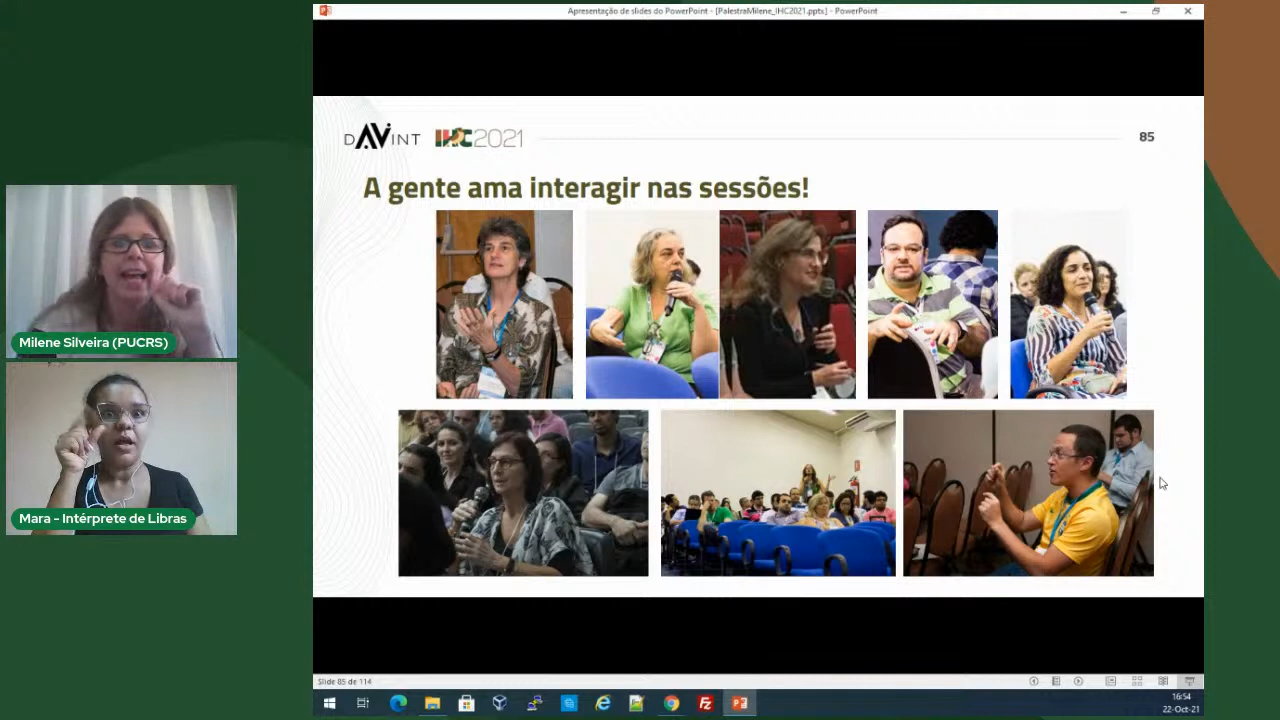 Apresentação de slides do PowerPoint - [PalestraMilene_IHC2021.pptx] - PowerPoint
DAVINT
IHC2021
85
A gente ama interagir nas sessões!
Milene Silveira (PUCRS)
Mara - Intérprete de Libras
Slide 85 de 114
16:54
22-Oct-21